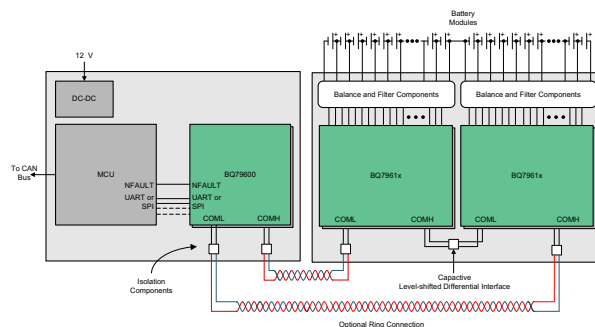 Battery
Modules
12 V
DC-DC
Balance and Filter Components
Balance and Filter Components
To CAN
Bus
MCU
NFAULT
UART or
SPI
BQ79600
NFAULT
UART or
SPI
COML
COMH
BQ7961x
COML
COMH
BQ7961x
COML
COMH
Isolation
Components
Capactive
Level-shifted Differential Interface
Optional Ring Connection